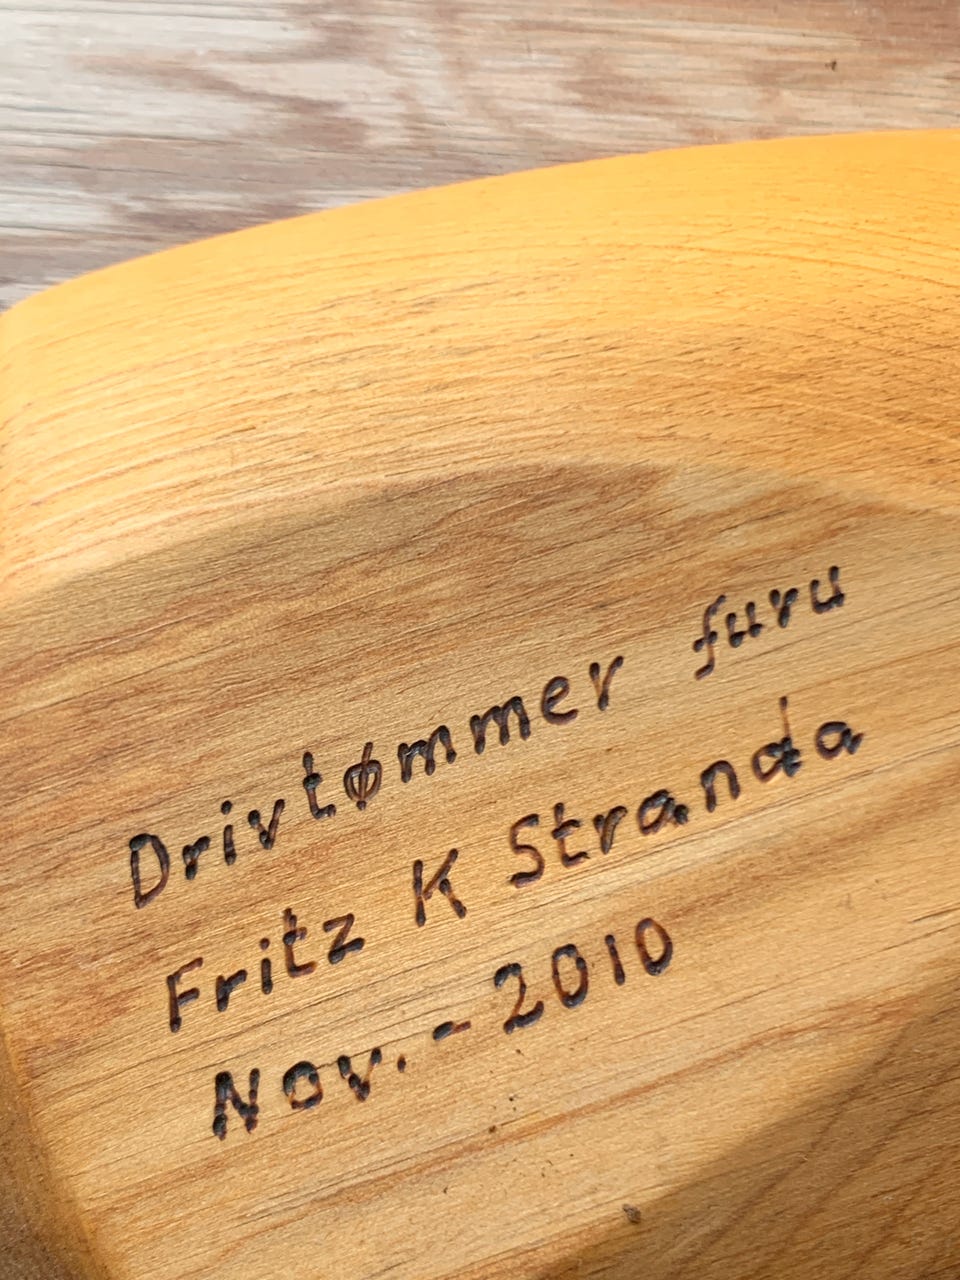 Drivtømmer furu
Fritz K Stranda
Nov. - 2010